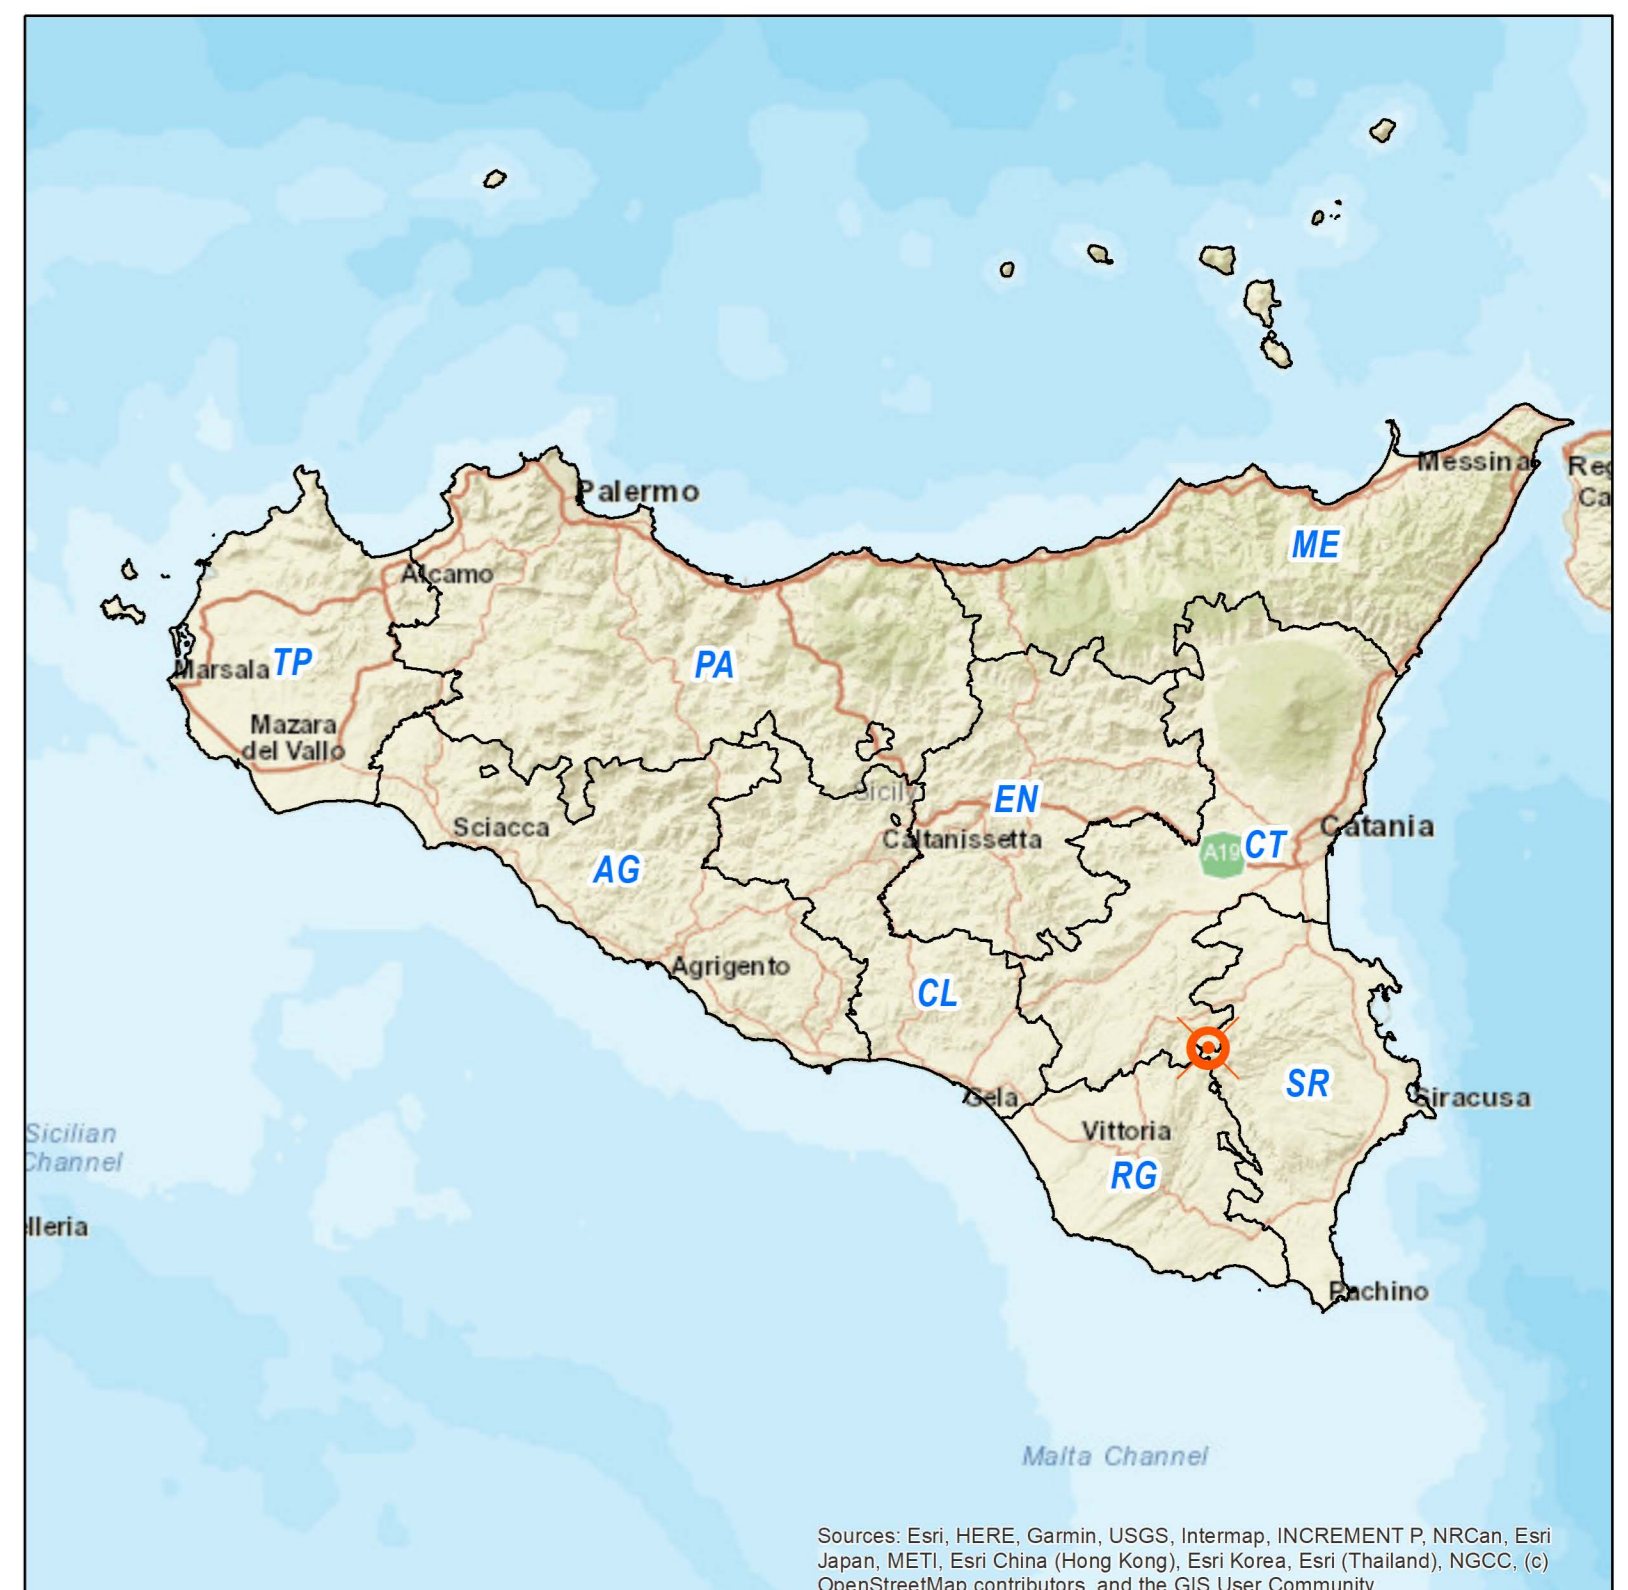 Palermo
Messina
Reg
Ca
ME
Alcamo
Marsala
TP
PA
Mazara
del Vallo
Sicily
EN
Sciacca
Caltanissetta
A19
CT
Catania
AG
Agrigento
CL
SR
Gela
Siracusa
Sicilian
Channel
Vittoria
RG
lleria
Pachino
Malta Channel
Sources: Esri, HERE, Garmin, USGS, Intermap, INCREMENT P, NRCan, Esri
Japan, METI, Esri China (Hong Kong), Esri Korea, Esri (Thailand), NGCC, (c)
OpenStreetMap contributors, and the GIS User Community